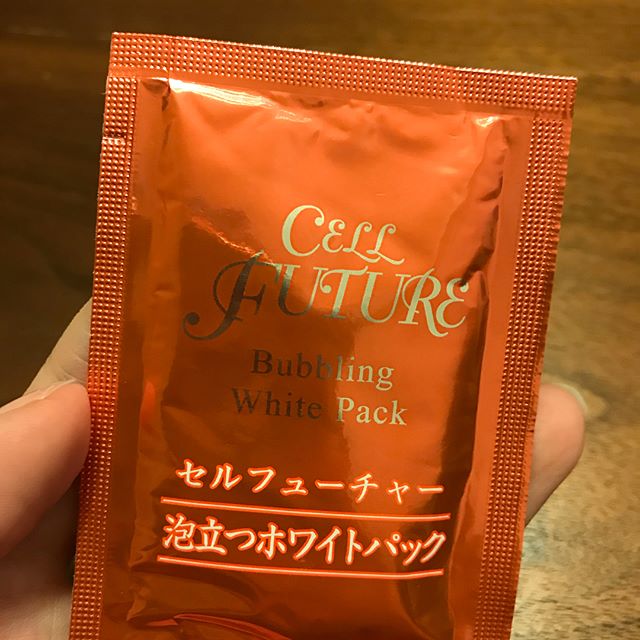 CELL
FUTURE
Bubbling
White Pack
セルフューチャー
泡立つホワイトパック